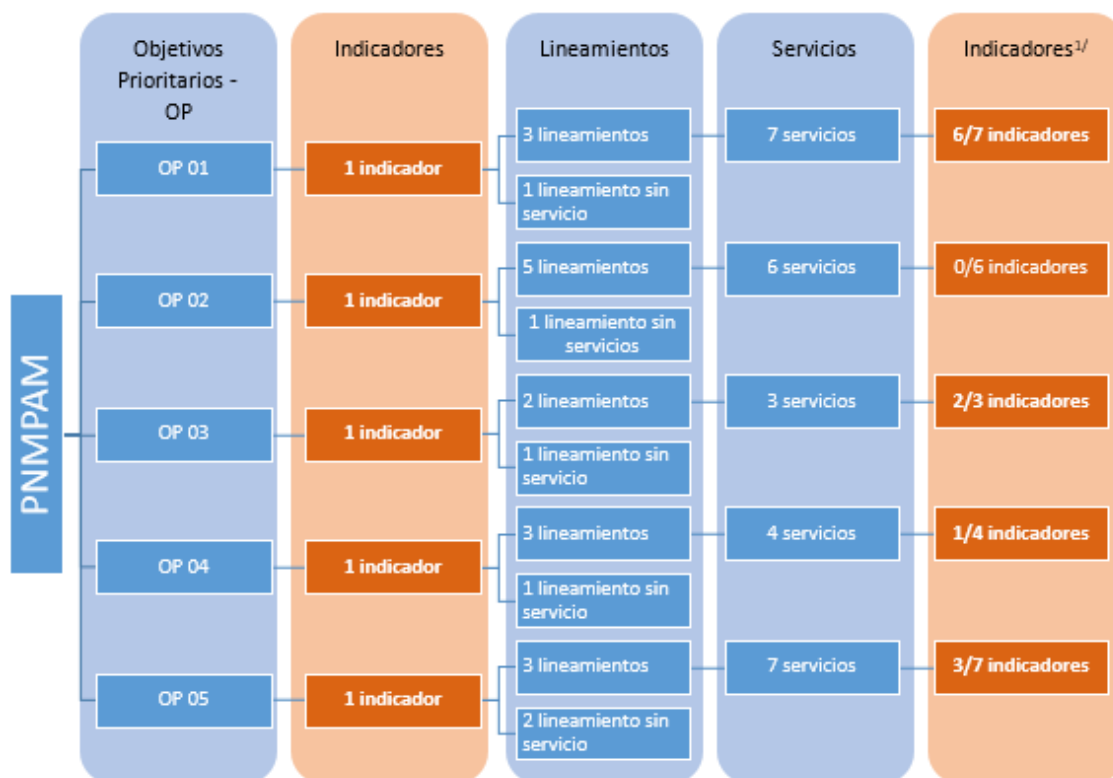 Objetivos
Prioritarios -
OP
Indicadores
Lineamientos
Servicios
Indicadores1/
PNMPAM
OP 01
1 indicador
3 lineamientos
7 servicios
6/7 indicadores
1 lineamiento sin
servicio
OP 02
1 indicador
5 lineamientos
6 servicios
0/6 indicadores
1 lineamiento sin
servicios
OP 03
1 indicador
2 lineamientos
3 servicios
2/3 indicadores
1 lineamiento sin
servicio
OP 04
1 indicador
3 lineamientos
4 servicios
1/4 indicadores
1 lineamiento sin
servicio
OP 05
1 indicador
3 lineamientos
7 servicios
3/7 indicadores
2 lineamiento sin
servicio